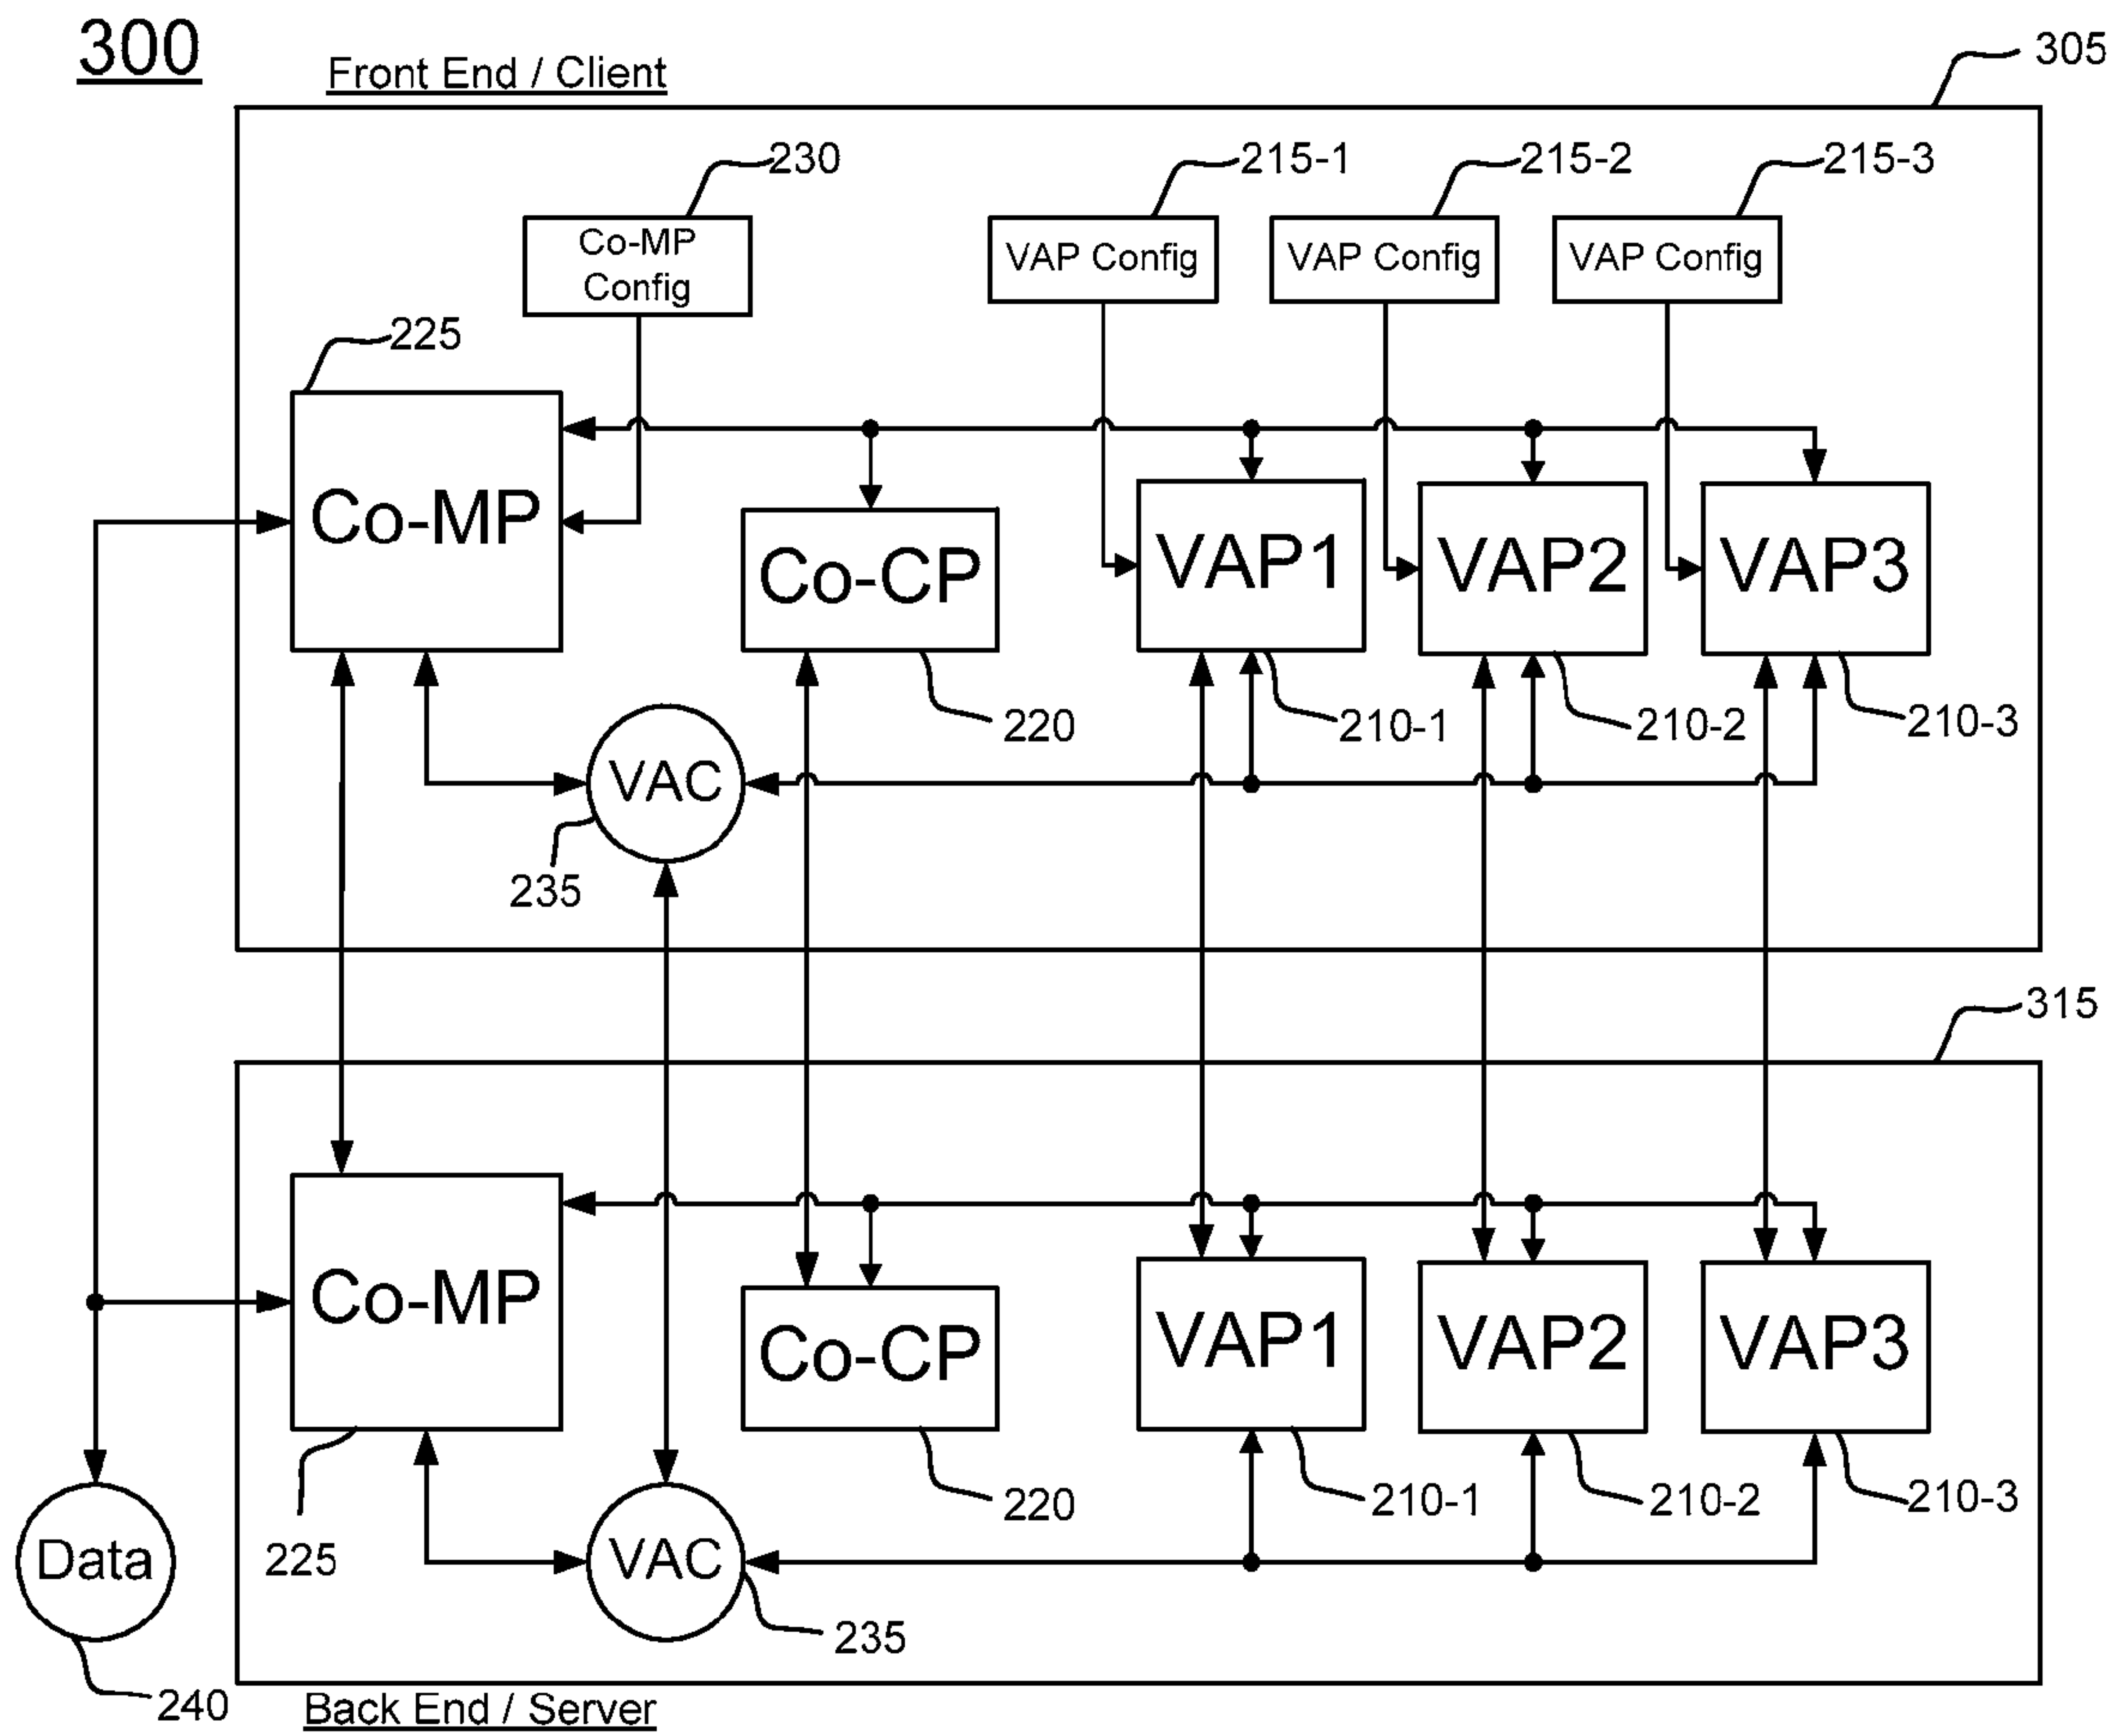 300
Front End / Client
305
230
215-1
215-2
215-3
Co-MP
Config
VAP Config
VAP Config
VAP Config
225
Co-MP
Co-CP
VAP1
VAP2
VAP3
220
210-1
210-2
210-3
VAC
235
315
Co-MP
Co-CP
VAP1
VAP2
VAP3
225
220
210-1
210-2
210-3
Data
VAC
235
240
Back End / Server